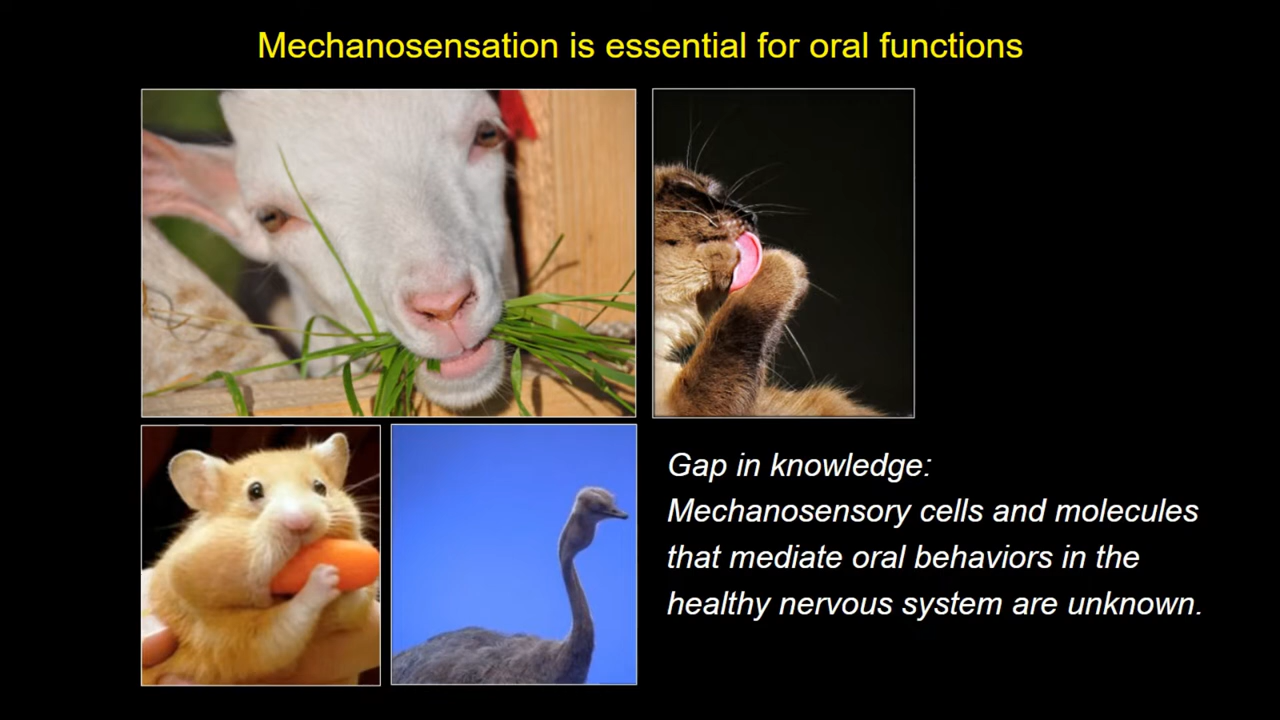 Mechanosensation is essential for oral functions
Gap in knowledge:
Mechanosensory cells and molecules
that mediate oral behaviors in the
healthy nervous system are unknown.